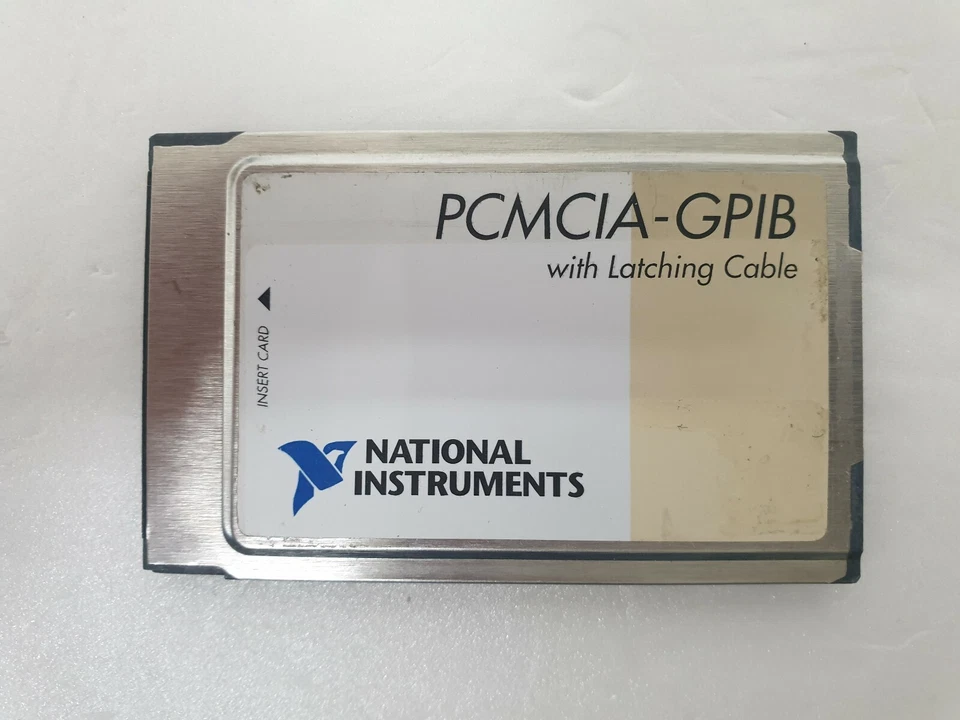 PCMCIA-GPIB
with Latching Cable
INSERT CARD
NATIONAL
INSTRUMENTS